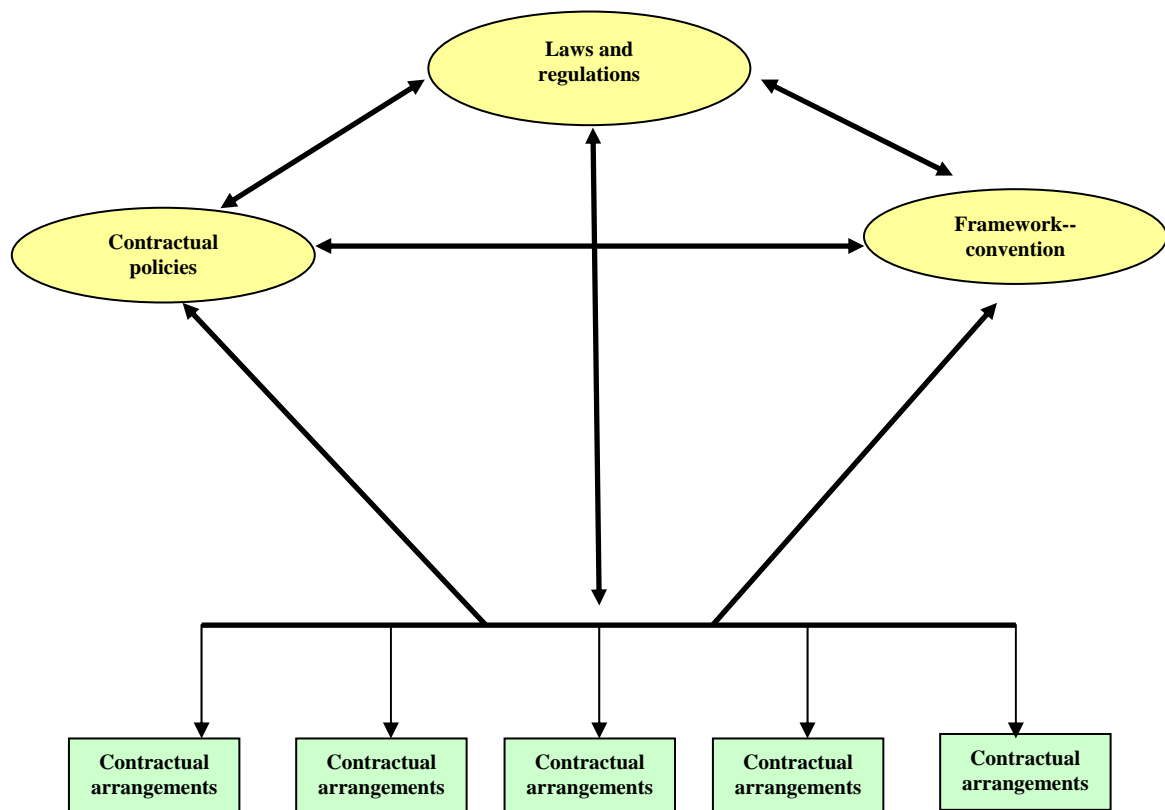 Laws and
regulations
Contractual
policies
Framework--
convention
Contractual
arrangements
Contractual
arrangements
Contractual
arrangements
Contractual
arrangements
Contractual
arrangements